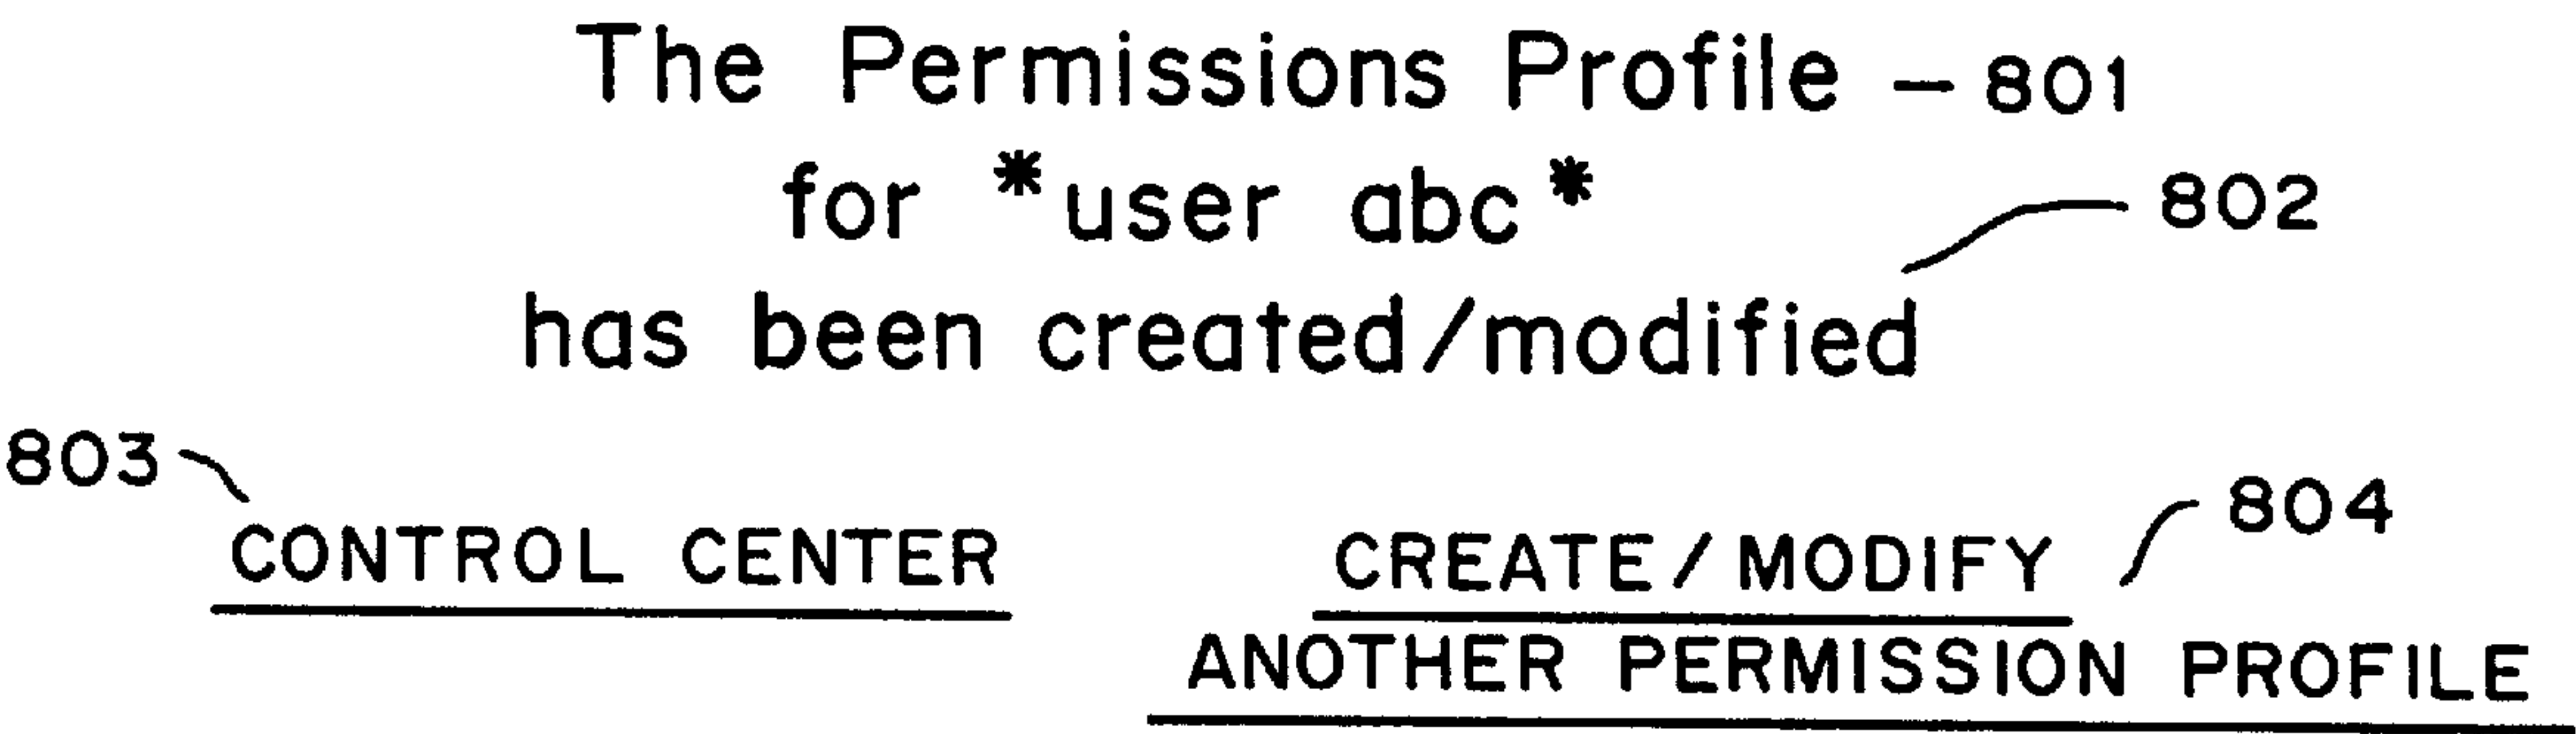 The Permissions Profile – 801
for *user abc*
802
has been created/modified
803
804
CONTROL CENTER
CREATE/MODIFY
ANOTHER PERMISSION PROFILE